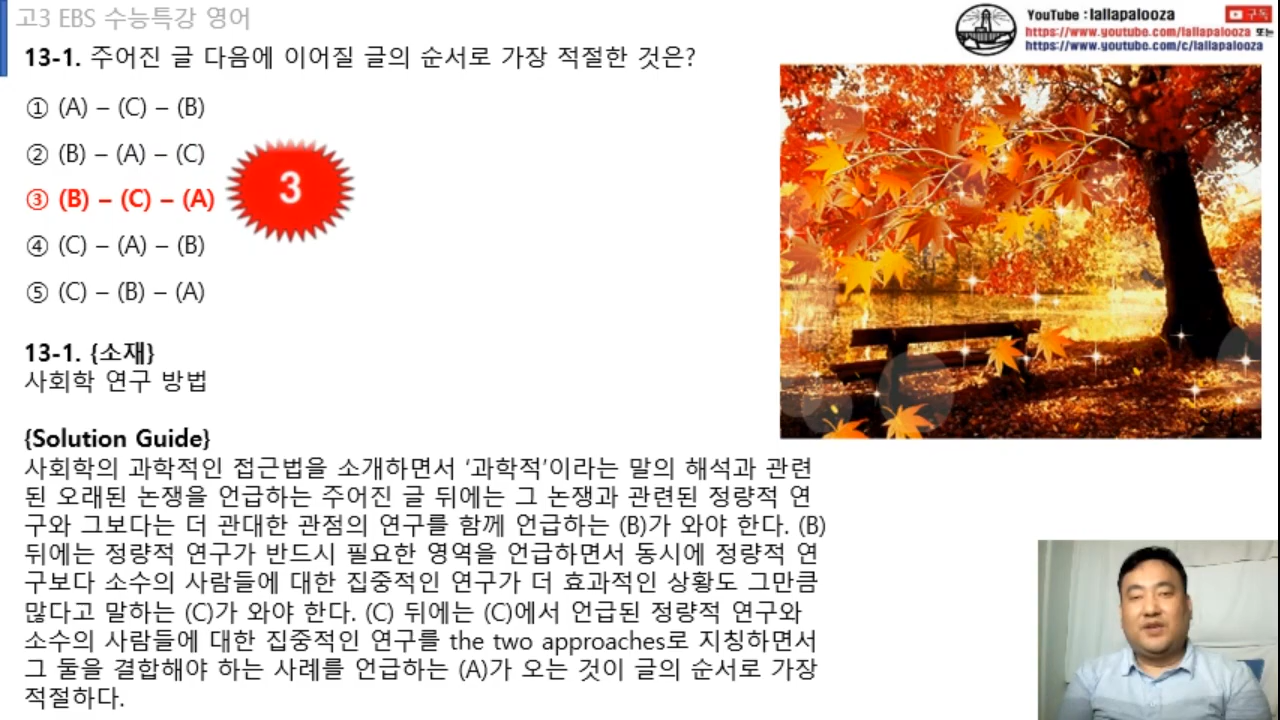 고3 EBS 수능특강 영어
YouTube : lallapalooza
구독
https://www.youtube.com/lallapalooza 또는
https://www.youtube.com/c/lallapalooza
13-1. 주어진 글 다음에 이어질 글의 순서로 가장 적절한 것은?
① (A) – (C) – (B)
② (B) – (A) – (C)
③ (B) – (C) – (A)
3
④ (C) – (A) – (B)
⑤ (C) – (B) – (A)
13-1. {소재}
사회학 연구 방법
{Solution Guide}
사회학의 과학적인 접근법을 소개하면서 ‘과학적’이라는 말의 해석과 관련
된 오래된 논쟁을 언급하는 주어진 글 뒤에는 그 논쟁과 관련된 정량적 연
구와 그보다는 더 관대한 관점의 연구를 함께 언급하는 (B)가 와야 한다. (B)
뒤에는 정량적 연구가 반드시 필요한 영역을 언급하면서 동시에 정량적 연
구보다 소수의 사람들에 대한 집중적인 연구가 더 효과적인 상황도 그만큼
많다고 말하는 (C)가 와야 한다. (C) 뒤에는 (C)에서 언급된 정량적 연구와
소수의 사람들에 대한 집중적인 연구를 the two approaches로 지칭하면서
그 둘을 결합해야 하는 사례를 언급하는 (A)가 오는 것이 글의 순서로 가장
적절하다.